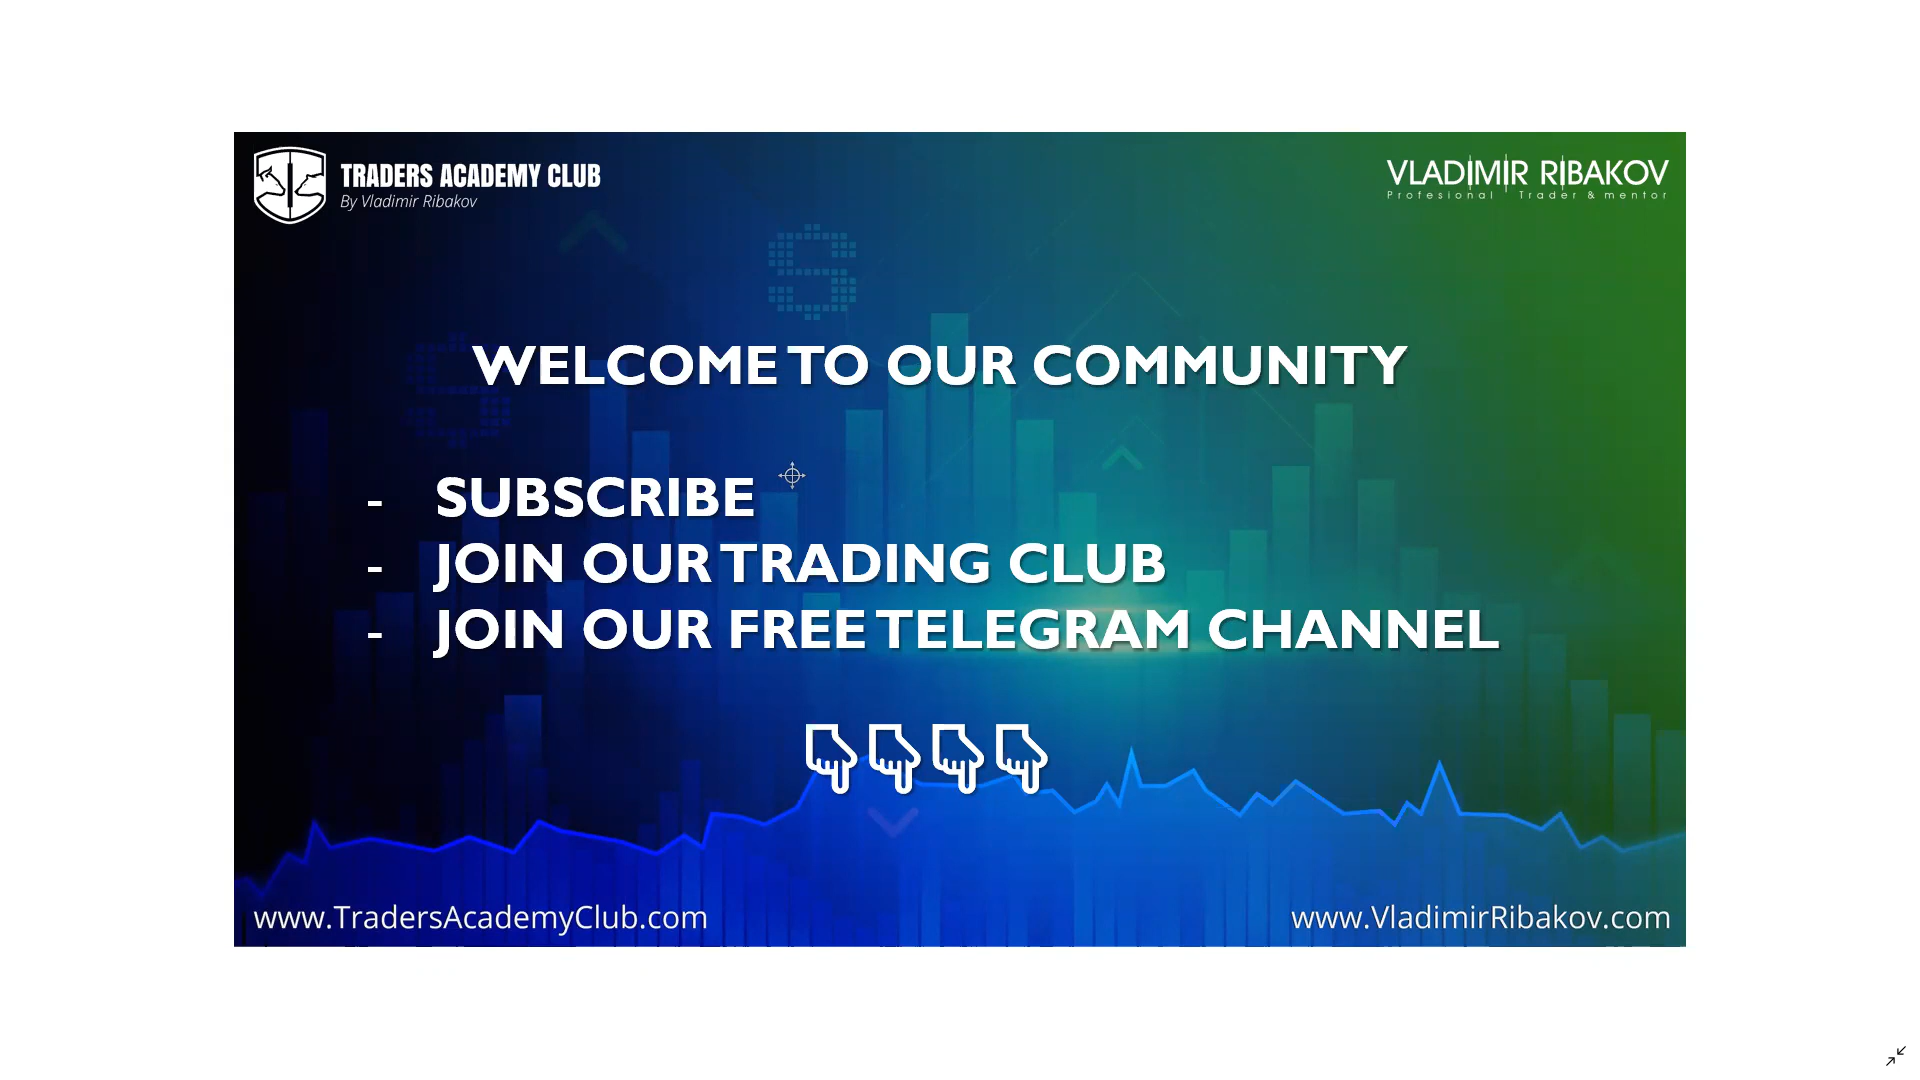 TRADERS ACADEMY CLUB
By Vladimir Ribakov
VLADIMIR RIBAKOV
Profesional Trader & mentor
WELCOME TO OUR COMMUNITY
- SUBSCRIBE
- JOIN OUR TRADING CLUB
- JOIN OUR FREE TELEGRAM CHANNEL
www.TradersAcademyClub.com
www.VladimirRibakov.com